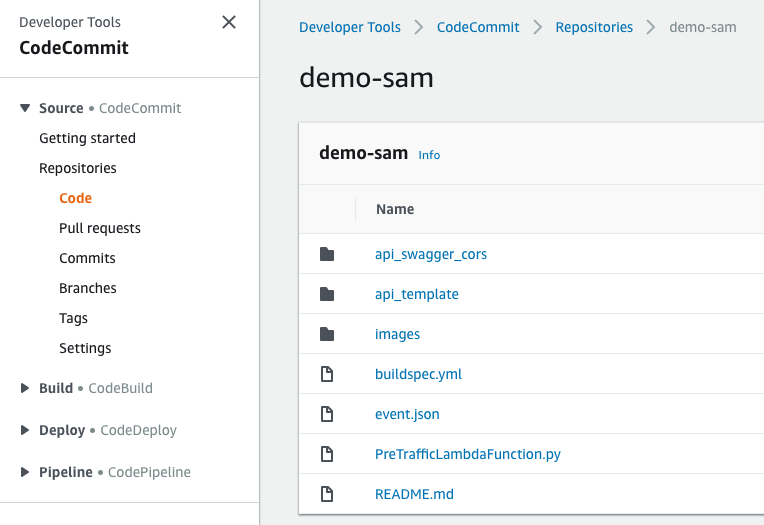 Developer Tools
CodeCommit
Source • CodeCommit
Getting started
Repositories
Code
Pull requests
Commits
Branches
Tags
Settings
Build • CodeBuild
Deploy • CodeDeploy
Pipeline • CodePipeline
Developer Tools > CodeCommit > Repositories > demo-sam
demo-sam
demo-sam Info
Name
api_swagger_cors
api_template
images
buildspec.yml
event.json
PreTrafficLambdaFunction.py
README.md